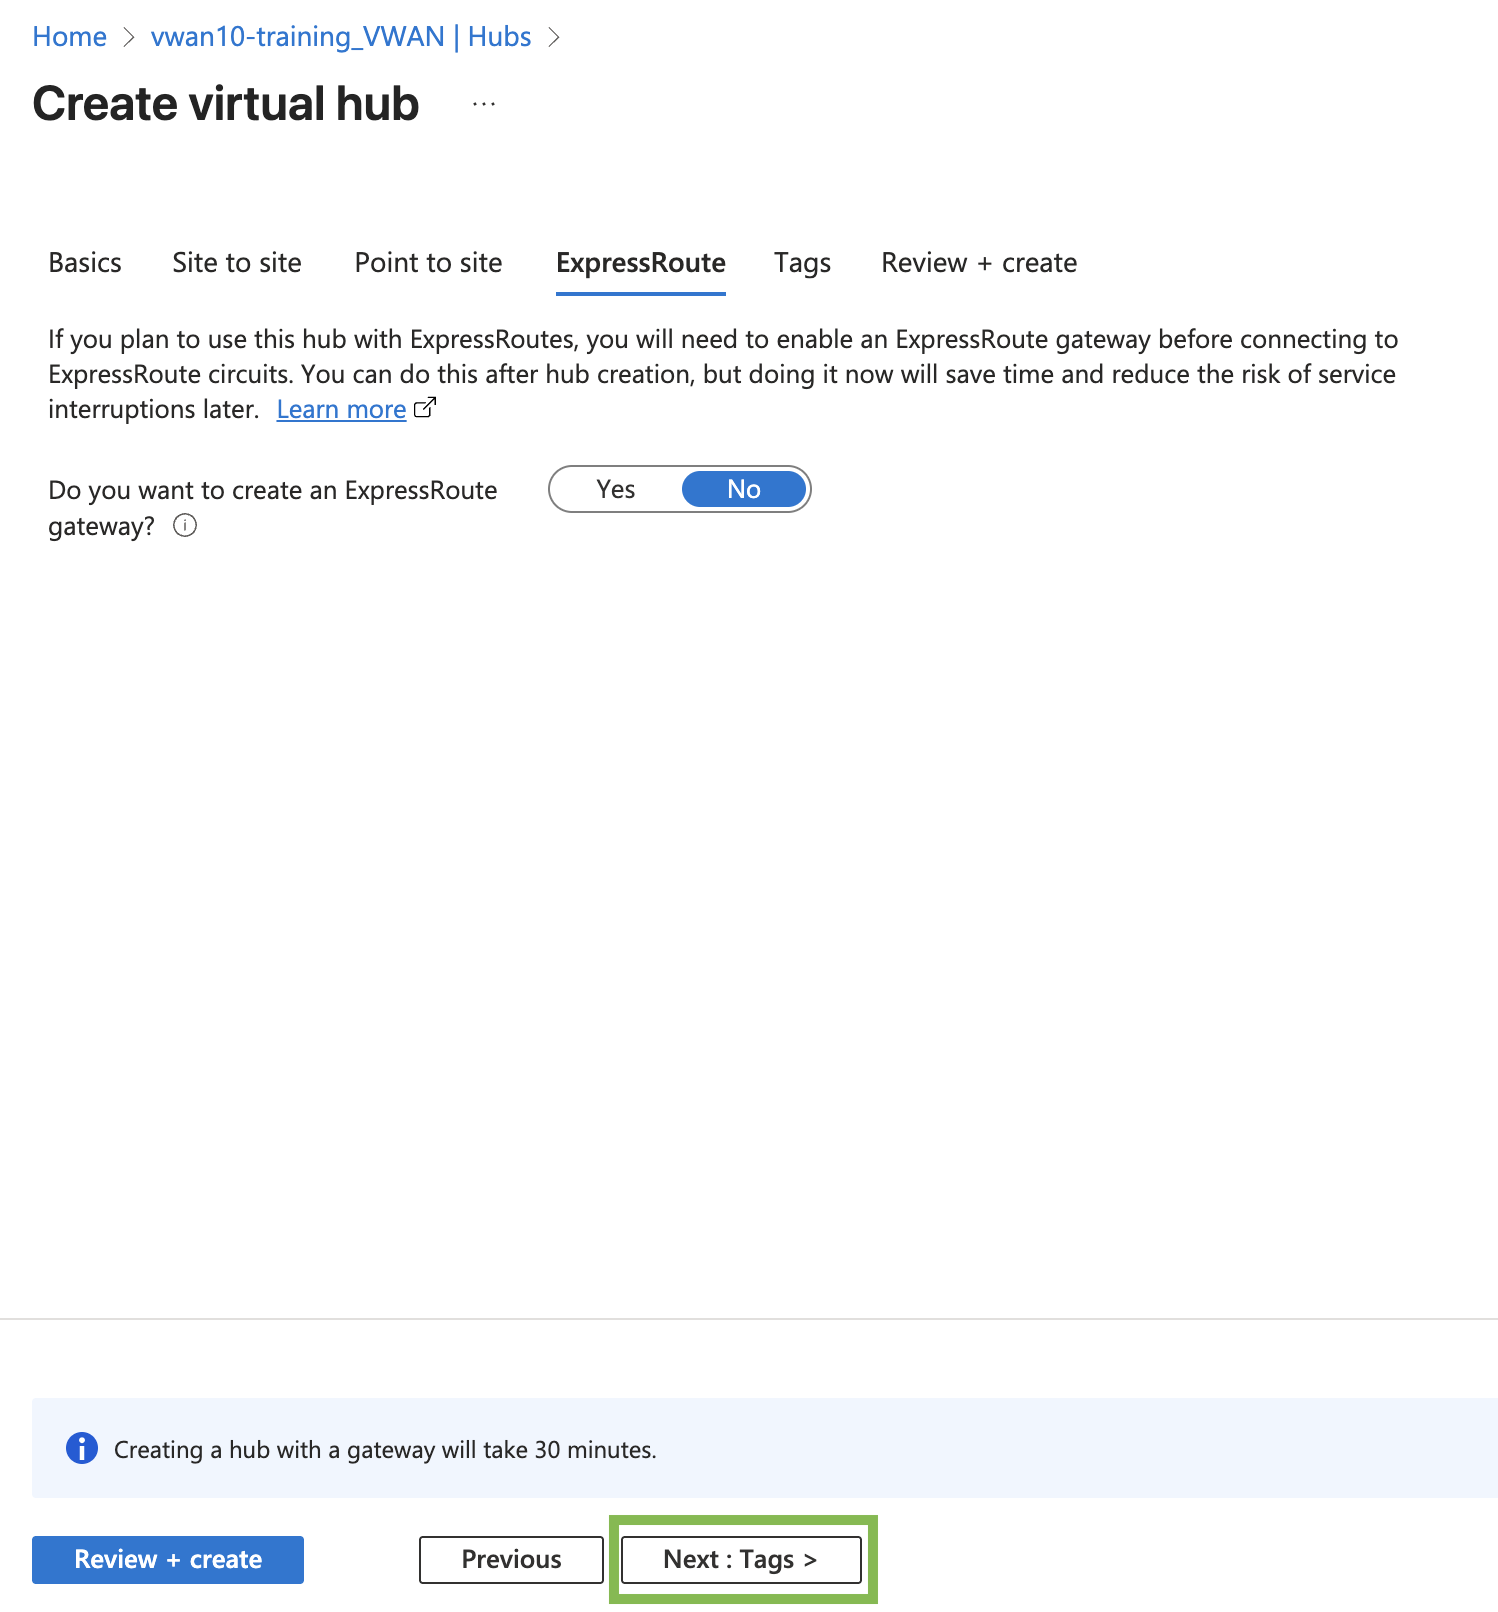 Home > vwan10-training_VWAN | Hubs >
Create virtual hub ...
Basics Site to site Point to site ExpressRoute Tags Review + create
If you plan to use this hub with ExpressRoutes, you will need to enable an ExpressRoute gateway before connecting to
ExpressRoute circuits. You can do this after hub creation, but doing it now will save time and reduce the risk of service
interruptions later. Learn more
Do you want to create an ExpressRoute
gateway?
Yes No
Creating a hub with a gateway will take 30 minutes.
Review + create Previous Next : Tags >